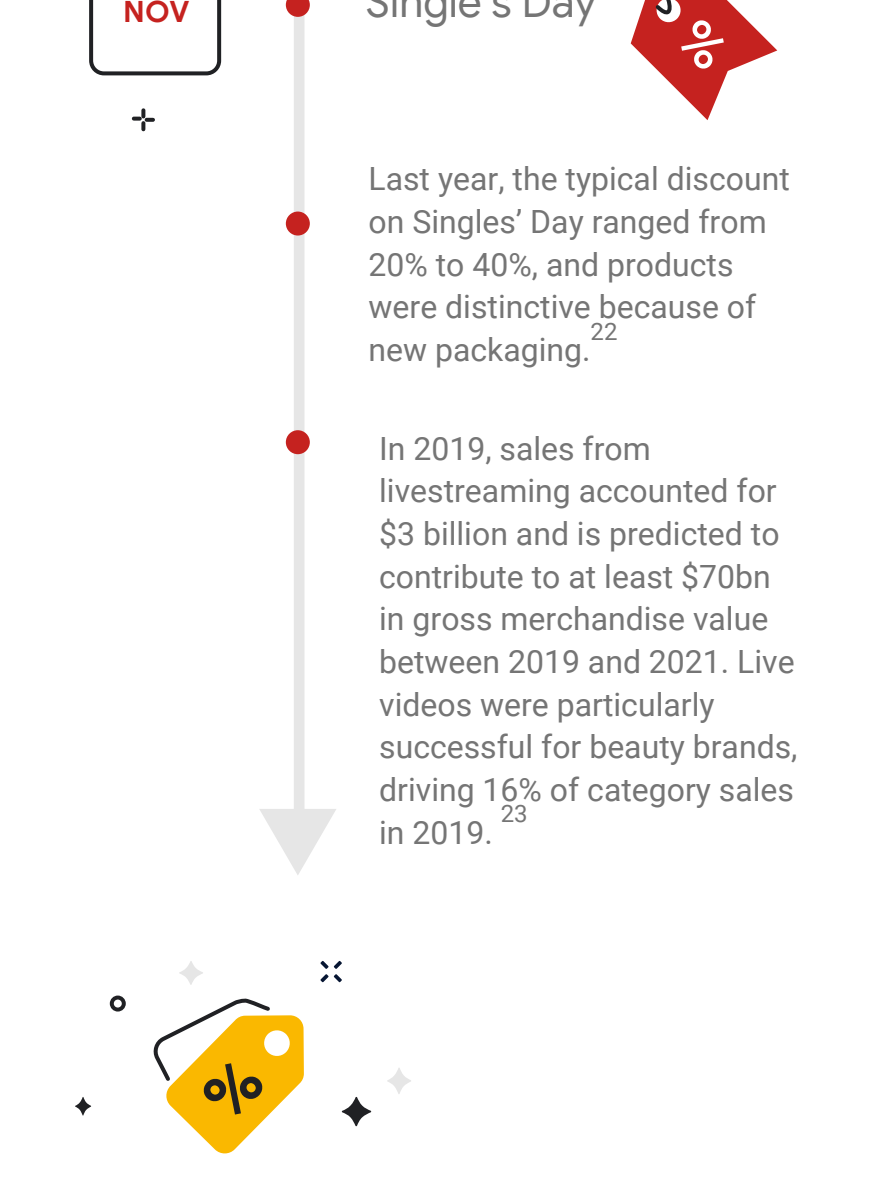 NOV
Single's Day
%
Last year, the typical discount
on Singles’ Day ranged from
20% to 40%, and products
were distinctive because of
new packaging.22
In 2019, sales from
livestreaming accounted for
$3 billion and is predicted to
contribute to at least $70bn
in gross merchandise value
between 2019 and 2021. Live
videos were particularly
successful for beauty brands,
driving 16% of category sales
in 2019. 23
%